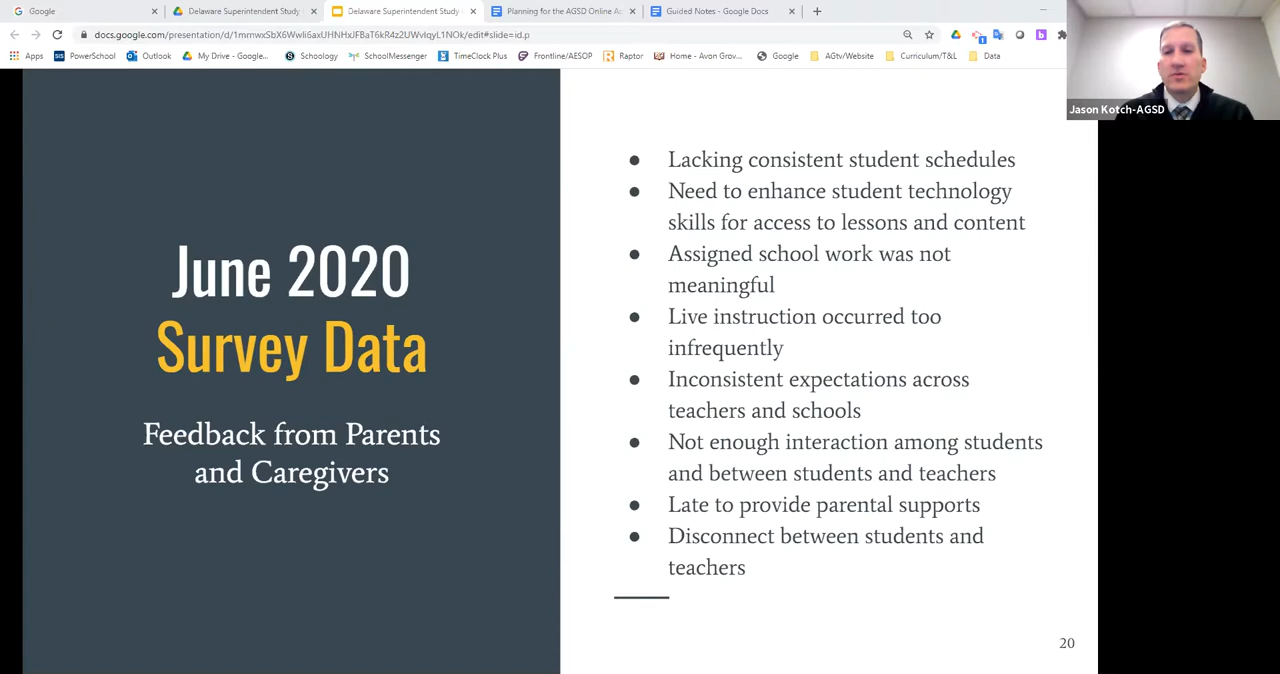 Google
Delaware Superintendent Study
Delaware Superintendent Study
Planning for the AGSD Online Ac
Guided Notes - Google Docs
Apps
PowerSchool
Outlook
My Drive - Google...
Schoology
SchoolMessenger
TimeClock Plus
Frontline/AESOP
Raptor
Home - Avon Grov...
Google
AGtv/Website
Curriculum/T&L
Data
Jason Kotch-AGSD
June 2020
Survey Data
Feedback from Parents
and Caregivers
● Lacking consistent student schedules
● Need to enhance student technology
skills for access to lessons and content
● Assigned school work was not
meaningful
● Live instruction occurred too
infrequently
● Inconsistent expectations across
teachers and schools
● Not enough interaction among students
and between students and teachers
● Late to provide parental supports
● Disconnect between students and
teachers
20